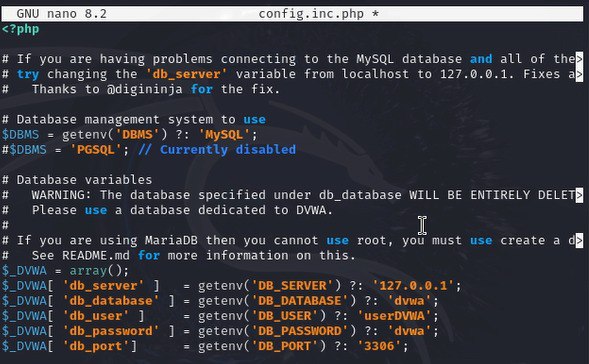 GNU nano 8.2 config.inc.php *
<?php
# If you are having problems connecting to the MySQL database and all of the>
# try changing the 'db_server' variable from localhost to 127.0.0.1. Fixes a>
#   Thanks to @digininja for the fix.
# Database management system to use
$DBMS = getenv('DBMS') ?: 'MySQL';
#$DBMS = 'PGSQL'; // Currently disabled
# Database variables
#   WARNING: The database specified under db_database WILL BE ENTIRELY DELET>
#   Please use a database dedicated to DVWA.
#
# If you are using MariaDB then you cannot use root, you must use create a d>
#   See README.md for more information on this.
$_DVWA = array();
$_DVWA[ 'db_server' ]   = getenv('DB_SERVER') ?: '127.0.0.1';
$_DVWA[ 'db_database' ] = getenv('DB_DATABASE') ?: 'dvwa';
$_DVWA[ 'db_user' ]     = getenv('DB_USER') ?: 'userDVWA';
$_DVWA[ 'db_password' ] = getenv('DB_PASSWORD') ?: 'dvwa';
$_DVWA[ 'db_port']      = getenv('DB_PORT') ?: '3306';